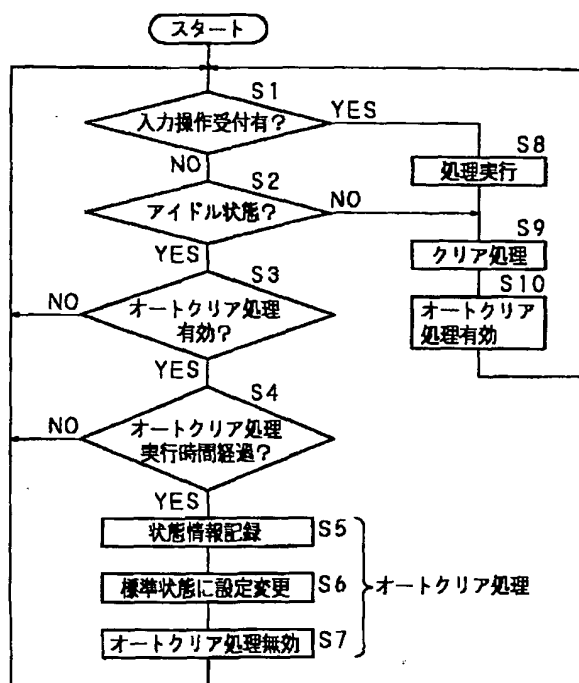 スタート
S1
入力操作受付有?
YES
NO
S8
処理実行
S2
アイドル状態?
NO
YES
S9
クリア処理
S3
オートクリア処理
有効?
NO
YES
S10
オートクリア
処理有効
S4
オートクリア処理
実行時間経過?
NO
YES
状態情報記録
S5
標準状態に設定変更
S6
オートクリア処理
オートクリア処理無効
S7